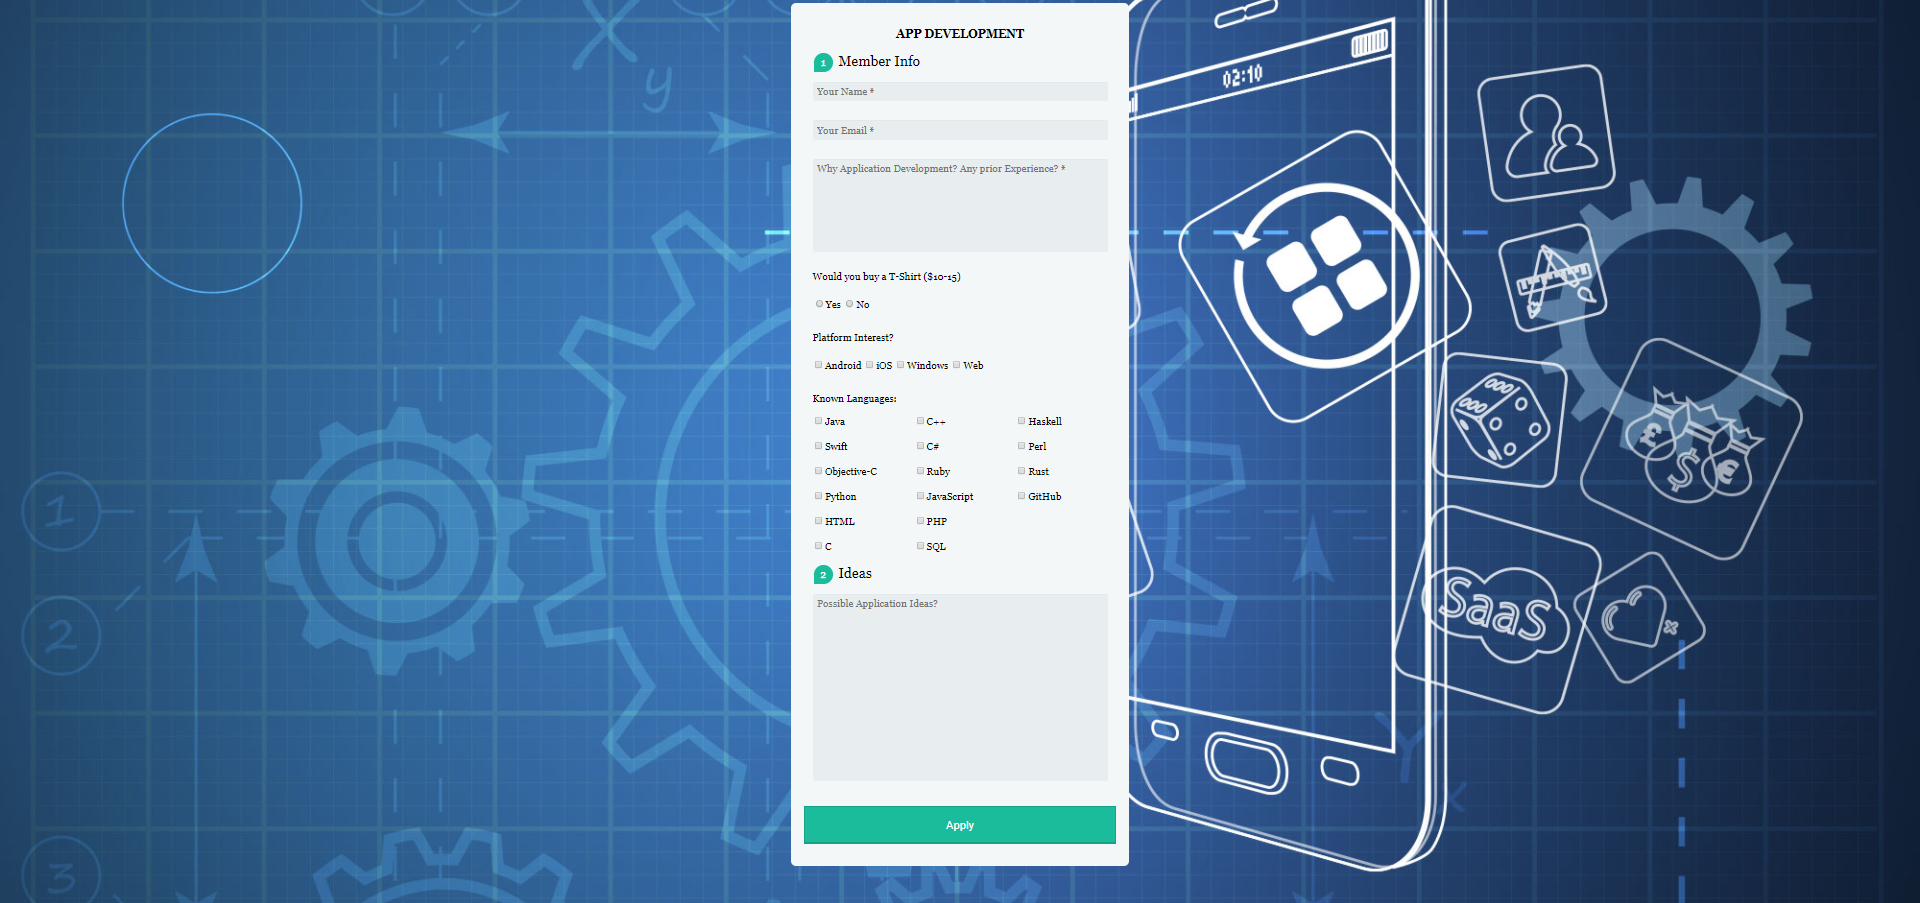 APP DEVELOPMENT
1 Member Info
Your Name *
Your Email *
Why Application Development? Any prior Experience? *
Would you buy a T-Shirt ($10-15)
Yes No
Platform Interest?
Android iOS Windows Web
Known Languages:
Java C++ Haskell
Swift C# Perl
Objective-C Ruby Rust
Python JavaScript GitHub
HTML PHP
C SQL
2 Ideas
Possible Application Ideas?
Apply
x
y
1
2
3
02:10
£
$
€
SaaS
x
Y
x